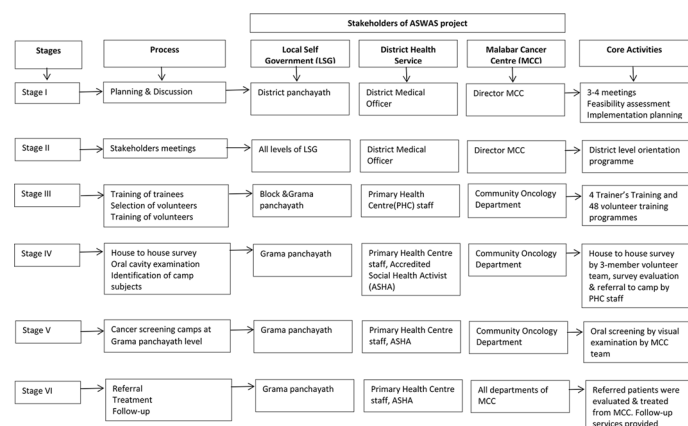 Stakeholders of ASWAS project
Stages
Process
Local Self
Government (LSG)
District Health
Service
Malabar Cancer
Centre (MCC)
Core Activities
Stage I
Planning & Discussion
District panchayath
District Medical
Officer
Director MCC
3-4 meetings
Feasibility assessment
Implementation planning
Stage II
Stakeholders meetings
All levels of LSG
District Medical
Officer
Director MCC
District level orientation
programme
Stage III
Training of trainees
Selection of volunteers
Training of volunteers
Block &Grama
panchayath
Primary Health
Centre(PHC) staff
Community Oncology
Department
4 Trainer's Training and
48 volunteer training
programmes
Stage IV
House to house survey
Oral cavity examination
Identification of camp
subjects
Grama panchayath
Primary Health Centre
staff, Accredited
Social Health Activist
(ASHA)
Community Oncology
Department
House to house survey
by 3-member volunteer
team, survey evaluation
& referral to camp by
PHC staff
Stage V
Cancer screening camps at
Grama panchayath level
Grama panchayath
Primary Health Centre
staff, ASHA
Community Oncology
Department
Oral screening by visual
examination by MCC
team
Stage VI
Referral
Treatment
Follow-up
Grama panchayath
Primary Health Centre
staff, ASHA
All departments of
MCC
Referred patients were
evaluated & treated
from MCC. Follow-up
services provided